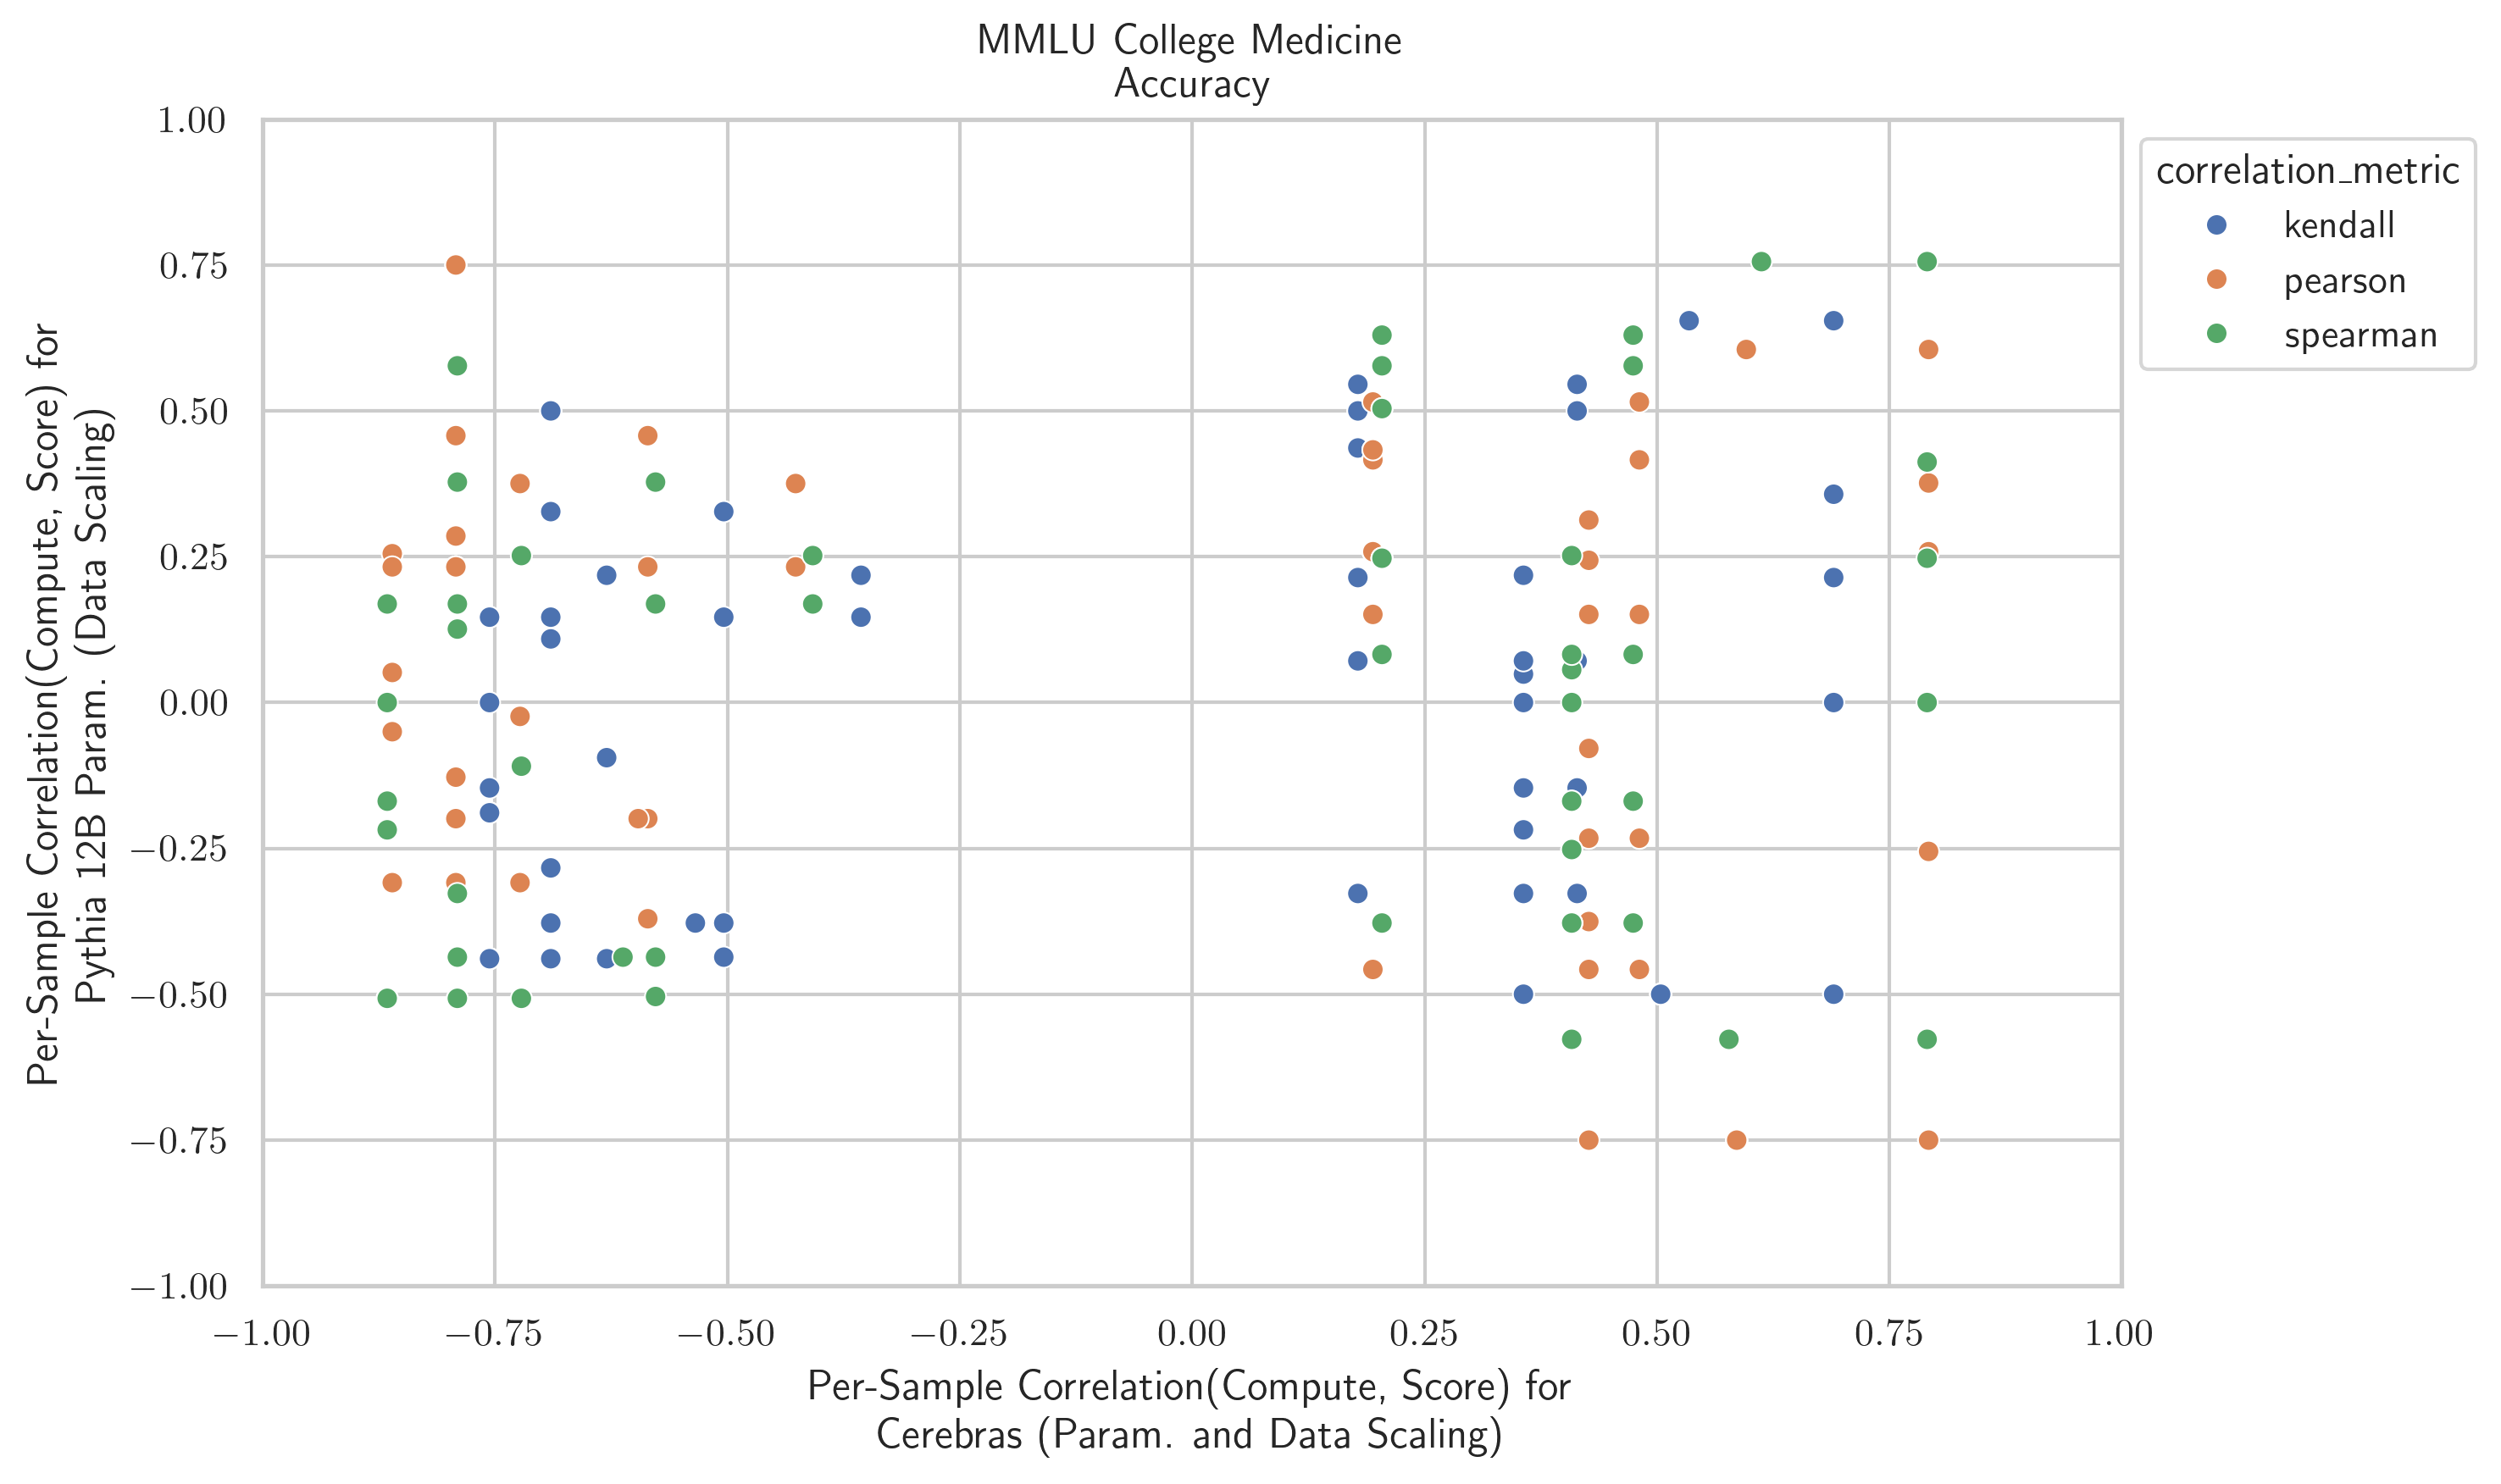 MMLU College Medicine
Accuracy
1.00
0.75
0.50
0.25
0.00
−0.25
−0.50
−0.75
−1.00
Per-Sample Correlation(Compute, Score) for
Pythia 12B Param. (Data Scaling)
−1.00 −0.75 −0.50 −0.25 0.00 0.25 0.50 0.75 1.00
Per-Sample Correlation(Compute, Score) for
Cerebras (Param. and Data Scaling)
correlation_metric
kendall
pearson
spearman